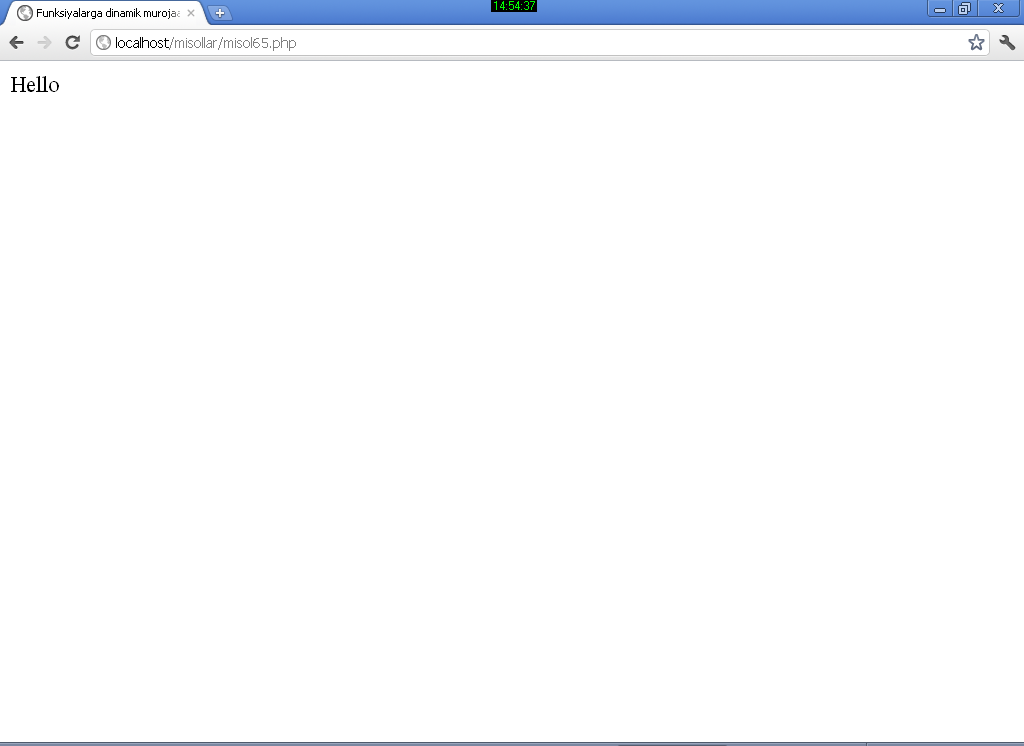 Funksiyalarga dinamik murojaa
14:54:37
localhost/misollar/misol65.php
Hello